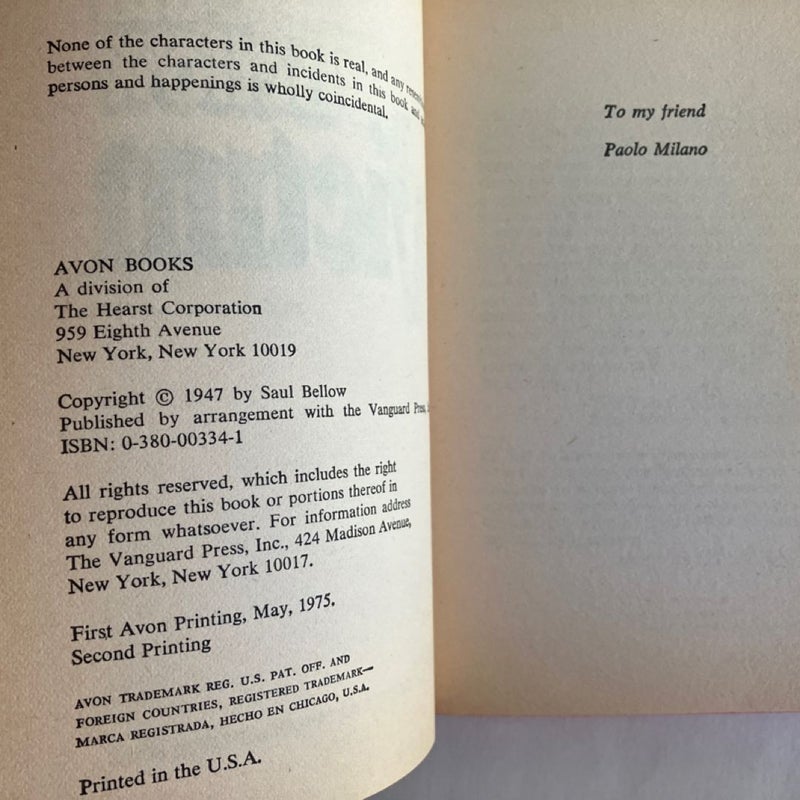 None of the characters in this book is real, and any
between the characters and incidents in this book and
persons and happenings is wholly coincidental.
AVON BOOKS
A division of
The Hearst Corporation
959 Eighth Avenue
New York, New York 10019
Copyright © 1947 by Saul Bellow
Published by arrangement with the Vanguard Press,
ISBN: 0-380-00334-1
All rights reserved, which includes the right
to reproduce this book or portions thereof in
any form whatsoever. For information address
The Vanguard Press, Inc., 424 Madison Avenue,
New York, New York 10017.
First Avon Printing, May, 1975.
Second Printing
AVON TRADEMARK REG. U.S. PAT. OFF. AND
FOREIGN COUNTRIES, REGISTERED TRADEMARK—
MARCA REGISTRADA, HECHO EN CHICAGO, U.S.A.
Printed in the U.S.A.
To my friend
Paolo Milano